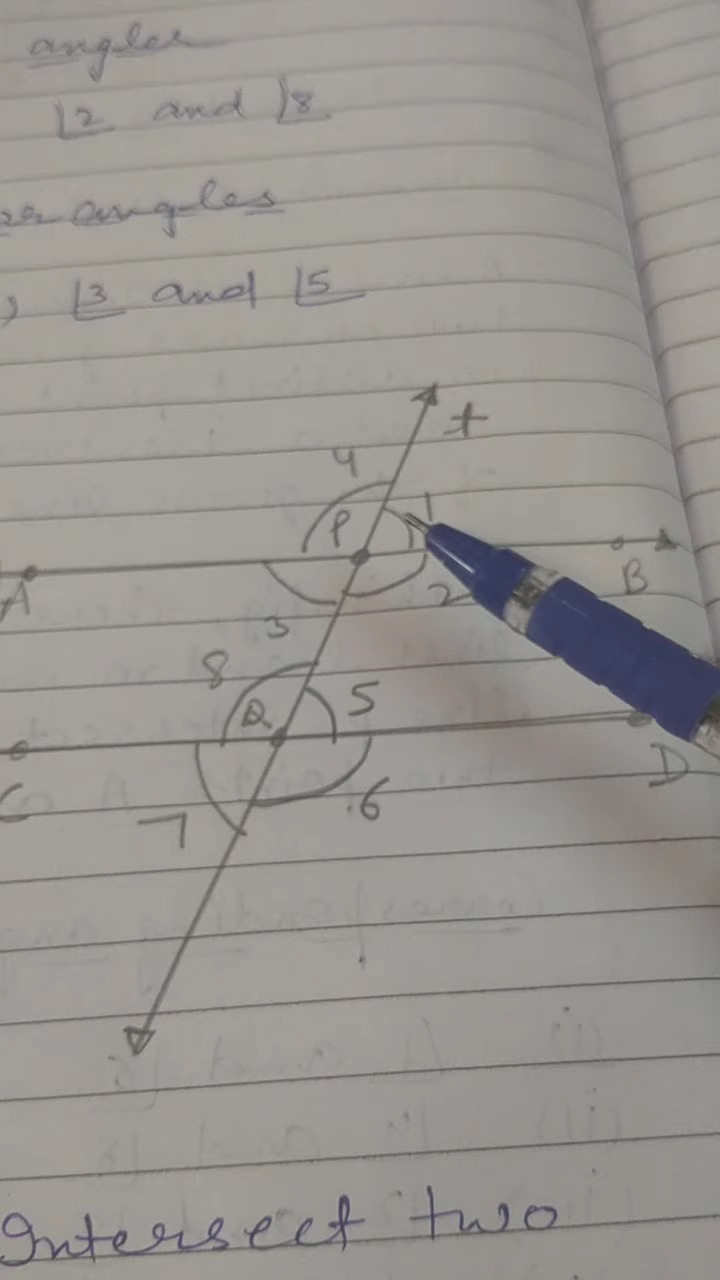 angles
∠2 and ∠8
angles
, ∠3 and ∠5
t
4
P 1
A B
2
3
8
Q 5
C D
6
7
Intersect two